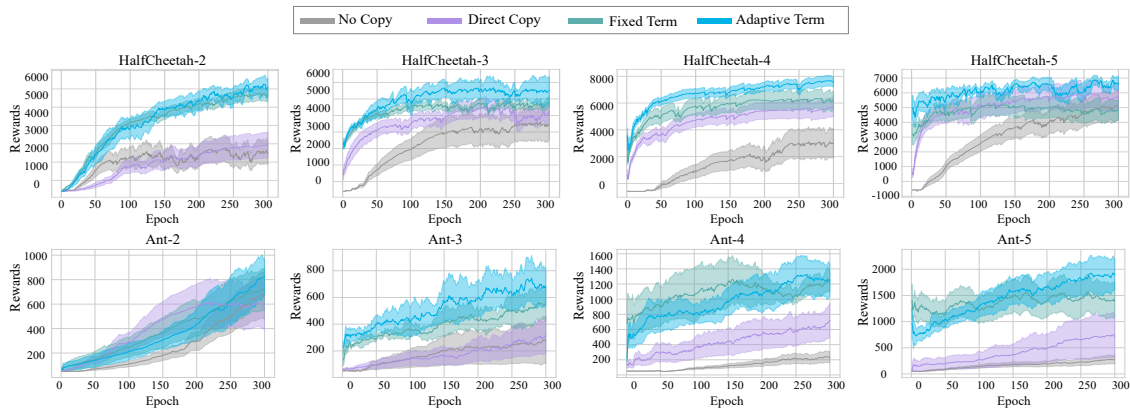 No Copy Direct Copy Fixed Term Adaptive Term
HalfCheetah-2 HalfCheetah-3 HalfCheetah-4 HalfCheetah-5
Rewards
6000
5000
4000
3000
2000
1000
0
0 50 100 150 200 250 300
Epoch
Rewards
6000
5000
4000
3000
2000
1000
0
0 50 100 150 200 250 300
Epoch
Rewards
8000
6000
4000
2000
0
0 50 100 150 200 250 300
Epoch
Rewards
7000
6000
5000
4000
3000
2000
1000
0
-1000
0 50 100 150 200 250 300
Epoch
Ant-2 Ant-3 Ant-4 Ant-5
Rewards
1000
800
600
400
200
0 50 100 150 200 250 300
Epoch
Rewards
800
600
400
200
0 50 100 150 200 250 300
Epoch
Rewards
1600
1400
1200
1000
800
600
400
200
0 50 100 150 200 250 300
Epoch
Rewards
2000
1500
1000
500
0
0 50 100 150 200 250 300
Epoch